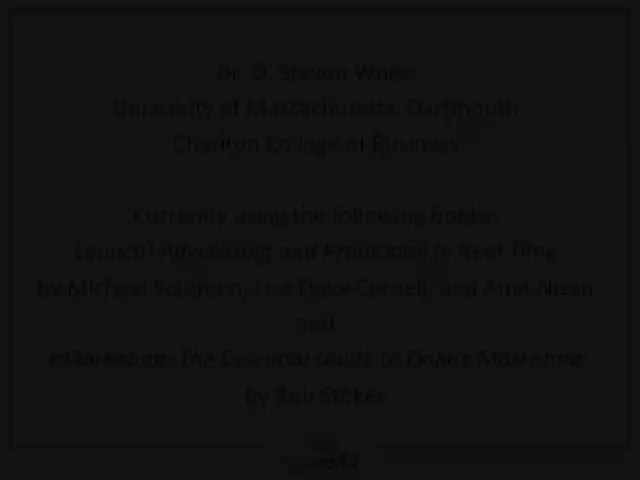 Dr. D. Steven White
University of Massachusetts Dartmouth
Charlton College of Business
Currently using the following books:
Launch! Advertising and Promotion in Real Time
by Michael Solomon, Lisa Duke Cornell, and Amit Nizan
and
eMarketing: The Essential Guide to Online Marketing
by Rob Stokes